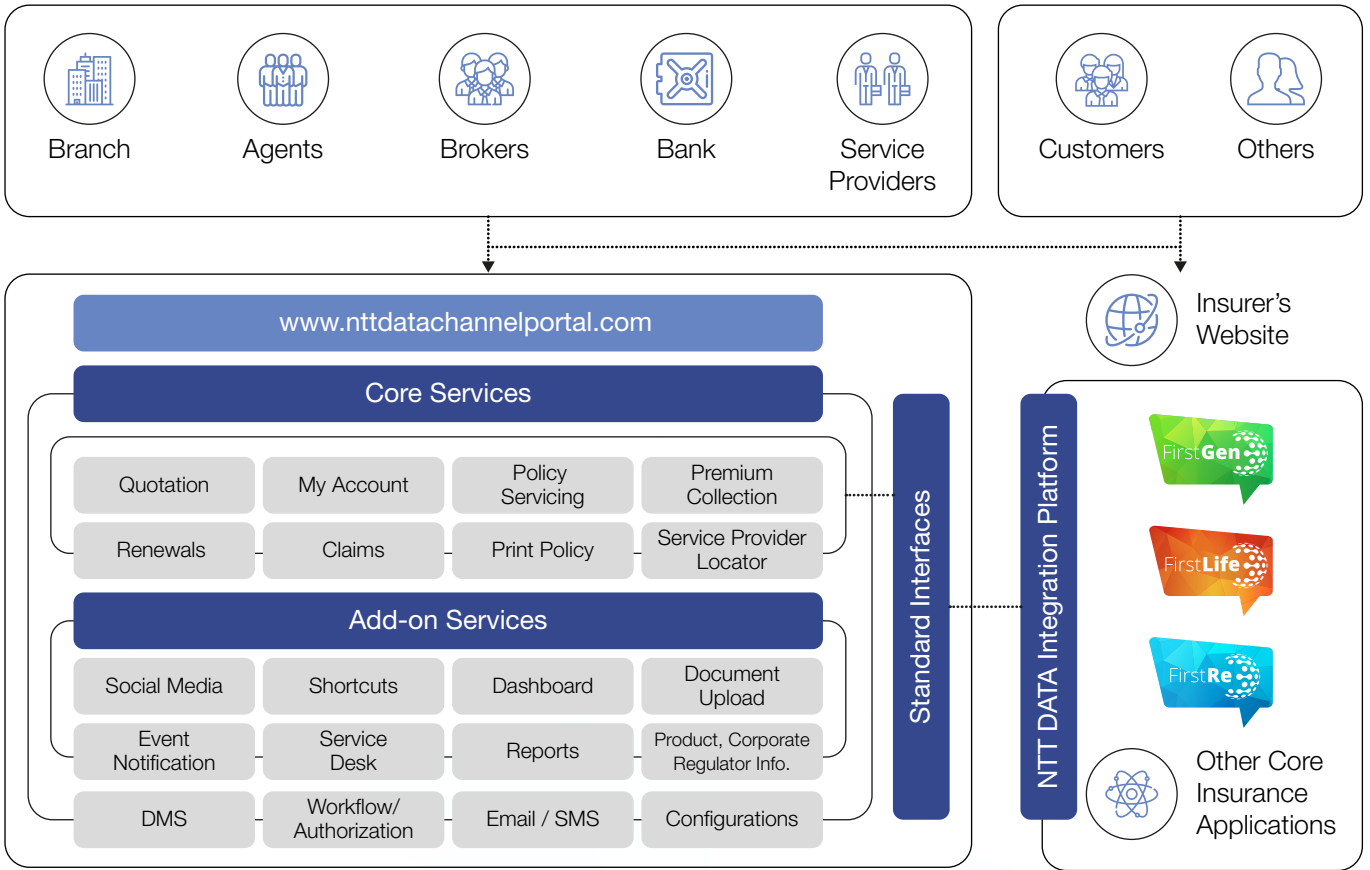 Branch
Agents
Brokers
Bank
Service
Providers
Customers
Others
www.nttdatachannelportal.com
Insurer’s
Website
Core Services
Quotation
My Account
Policy
Servicing
Premium
Collection
Renewals
Claims
Print Policy
Service Provider
Locator
Add-on Services
Social Media
Shortcuts
Dashboard
Document
Upload
Event
Notification
Service
Desk
Reports
Product, Corporate
Regulator Info.
DMS
Workflow/
Authorization
Email / SMS
Configurations
Standard Interfaces
NTT DATA Integration Platform
FirstGen
FirstLife
FirstRe
Other Core
Insurance
Applications